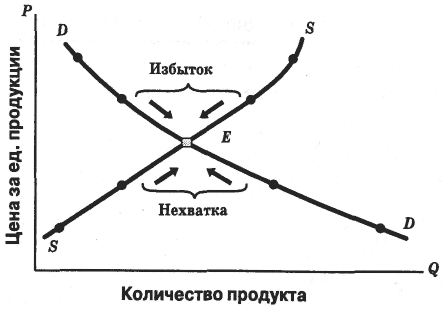 P
D
S
Избыток
Цена за ед. продукции
E
Нехватка
S
D
Q
Количество продукта